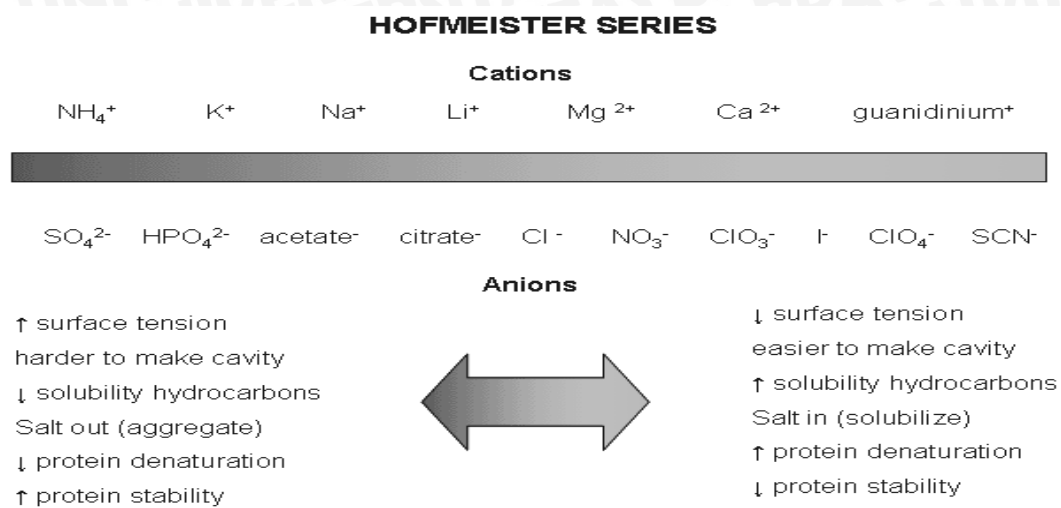 HOFMEISTER SERIES
Cations
NH₄⁺ K⁺ Na⁺ Li⁺ Mg ²⁺ Ca ²⁺ guanidinium⁺
SO₄²⁻ HPO₄²⁻ acetate⁻ citrate⁻ Cl ⁻ NO₃⁻ ClO₃⁻ I⁻ ClO₄⁻ SCN⁻
Anions
↑ surface tension
harder to make cavity
↓ solubility hydrocarbons
Salt out (aggregate)
↓ protein denaturation
↑ protein stability
↓ surface tension
easier to make cavity
↑ solubility hydrocarbons
Salt in (solubilize)
↑ protein denaturation
↓ protein stability